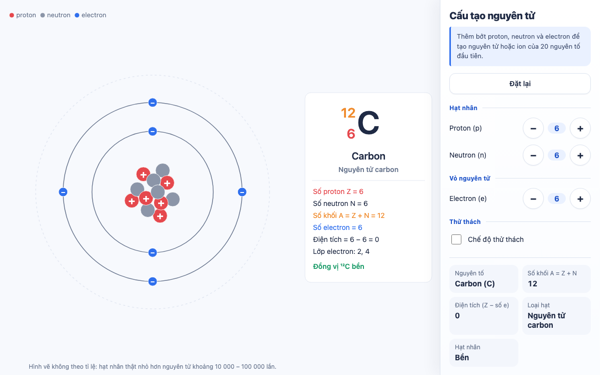 proton neutron electron
12
6
C
Carbon
Nguyên tử carbon
Số proton Z = 6
Số neutron N = 6
Số khối A = Z + N = 12
Số electron = 6
Điện tích = 6 − 6 = 0
Lớp electron: 2, 4
Đồng vị ¹²C bền
Hình vẽ không theo tỉ lệ: hạt nhân thật nhỏ hơn nguyên tử khoảng 10 000 – 100 000 lần.
Cấu tạo nguyên tử
Thêm bớt proton, neutron và electron để
tạo nguyên tử hoặc ion của 20 nguyên tố
đầu tiên.
Đặt lại
Hạt nhân
Proton (p) − 6 +
Neutron (n) − 6 +
Vỏ nguyên tử
Electron (e) − 6 +
Thử thách
Chế độ thử thách
Nguyên tố
Carbon (C)
Số khối A = Z + N
12
Điện tích (Z − số e)
0
Loại hạt
Nguyên tử
carbon
Hạt nhân
Bền